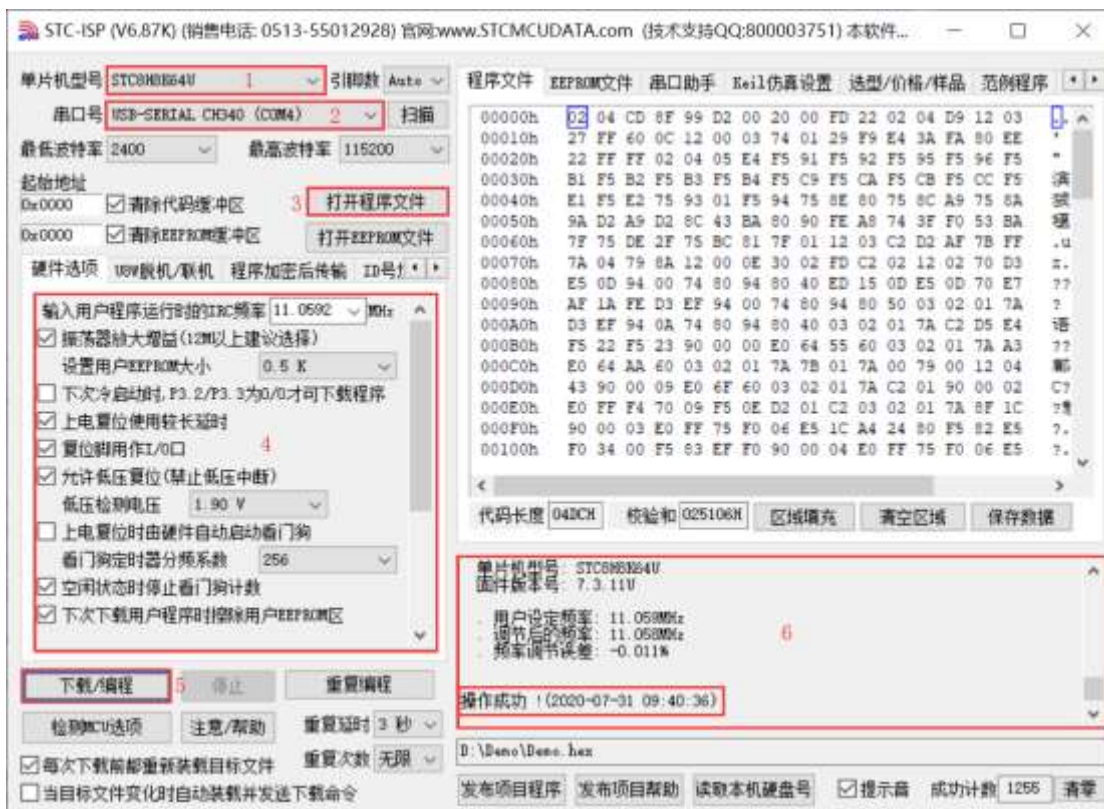 STC-ISP (V6.87K) (销售电话: 0513-55012928) 官网:www.STCMCUDATA.com (技术支持QQ:800003751) 本软件...
单片机型号 STC8H8K64U 1 引脚数 Auto
串口号 USB-SERIAL CH340 (COM4) 2 扫描
最低波特率 2400 最高波特率 115200
起始地址
0x0000 清除代码缓冲区 3 打开程序文件
0x0000 清除EEPROM缓冲区 打开EEPROM文件
硬件选项 U8W脱机/联机 程序加密后传输 ID号
输入用户程序运行时的IRC频率 11.0592 MHz
振荡器放大增益(12M以上建议选择)
设置用户EEPROM大小 0.5 K
下次冷启动时,P3.2/P3.3为0/0才可下载程序
上电复位使用较长延时
复位脚用作I/O口 4
允许低压复位(禁止低压中断)
低压检测电压 1.90 V
上电复位时由硬件自动启动看门狗
看门狗定时器分频系数 256
空闲状态时停止看门狗计数
下次下载用户程序时擦除用户EEPROM区
下载/编程 5 停止 重复编程
检测MCU选项 注意/帮助 重复延时 3 秒
重复次数 无限
每次下载前都重新装载目标文件
当目标文件变化时自动装载并发送下载命令
程序文件 EEPROM文件 串口助手 Keil仿真设置 选型/价格/样品 范例程序
00000h 02 04 CD 8F 99 D2 00 20 00 FD 22 02 04 D9 12 03
00010h 27 FF 60 0C 12 00 03 74 01 29 F9 E4 3A FA 80 EE
00020h 22 FF FF 02 04 05 E4 F5 91 F5 92 F5 95 F5 96 F5
00030h B1 F5 B2 F5 B3 F5 B4 F5 C9 F5 CA F5 CB F5 CC F5
00040h E1 F5 E2 75 93 01 F5 94 75 8E 80 75 8C A9 75 8A
00050h 9A D2 A9 D2 8C 43 BA 80 90 FE A8 74 3F F0 53 BA
00060h 7F 75 DE 2F 75 BC 81 7F 01 12 03 C2 D2 AF 7B FF .u
00070h 7A 04 79 8A 12 00 0E 30 02 FD C2 02 12 02 70 D3 z.
00080h E5 0D 94 00 74 80 94 80 40 ED 15 0D E5 0D 70 E7 ??
00090h AF 1A FE D3 EF 94 00 74 80 94 80 50 03 02 01 7A ?
000A0h D3 EF 94 0A 74 80 94 80 40 03 02 01 7A C2 D5 E4 语
000B0h F5 22 F5 23 90 00 00 E0 64 55 60 03 02 01 7A A3 ??
000C0h E0 64 AA 60 03 02 01 7A 7B 01 7A 00 79 00 12 04
000D0h 43 90 00 09 E0 6F 60 03 02 01 7A C2 01 90 00 02 C?
000E0h E0 FF F4 70 09 F5 0E D2 01 C2 03 02 01 7A 8F 1C
000F0h 90 00 03 E0 FF 75 F0 06 E5 1C A4 24 80 F5 82 E5 ?.
00100h F0 34 00 F5 83 EF F0 90 00 04 E0 FF 75 F0 06 E5 ?.
代码长度 04DCH 校验和 025106H 区域填充 清空区域 保存数据
单片机型号: STC8H8K64U
固件版本号: 7.3.11U
. 用户设定频率: 11.059MHz
. 调节后的频率: 11.058MHz
. 频率调节误差: -0.011%
6
操作成功 !(2020-07-31 09:40:36)
D:\Demo\Demo.hex
发布项目程序 发布项目帮助 读取本机硬盘号 提示音 成功计数 1256 清零